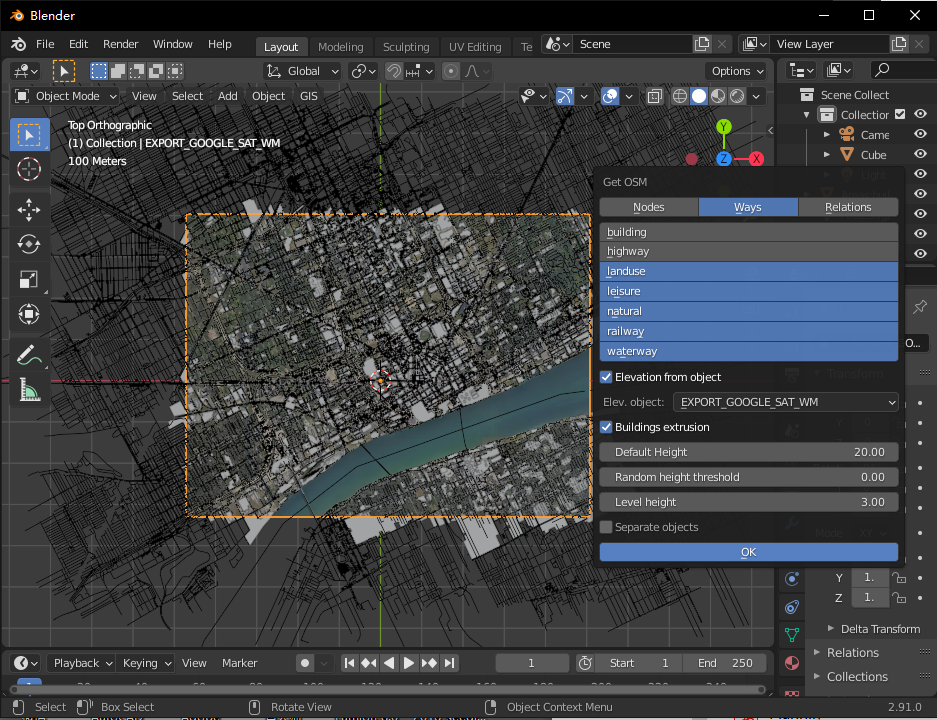 Blender
File Edit Render Window Help Layout Modeling Sculpting UV Editing Te Scene View Layer
Global Options
Object Mode View Select Add Object GIS
Scene Collect
Collection
Came
Cube
Light
Top Orthographic
(1) Collection | EXPORT_GOOGLE_SAT_WM
100 Meters
Y
Z X
Get OSM
Nodes Ways Relations
building
highway
landuse
leisure
natural
railway
waterway
Elevation from object
Elev. object: EXPORT_GOOGLE_SAT_WM
Buildings extrusion
Default Height 20.00
Random height threshold 0.00
Level height 3.00
Separate objects
OK
O...
Transform
Mode: XY
Y 1.
Z 1.
Delta Transform
Relations
Collections
Playback Keying View Marker 1 Start 1 End 250
Select Box Select Rotate View Object Context Menu 2.91.0